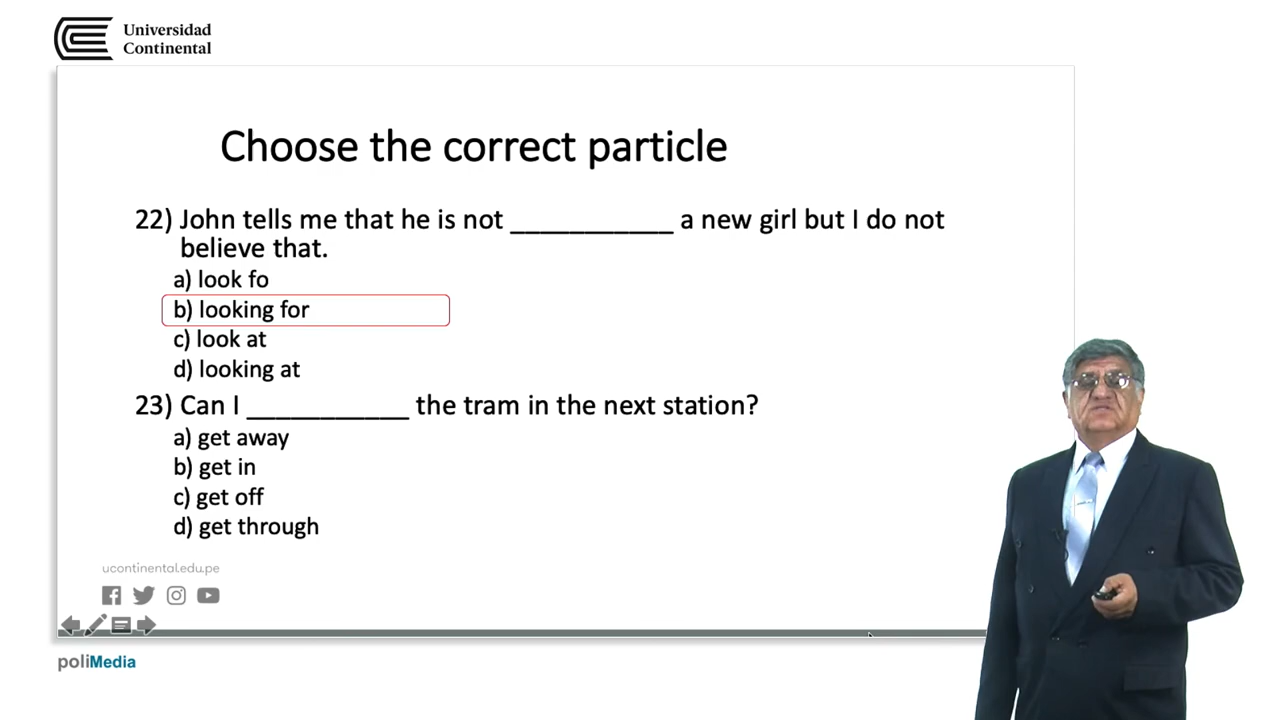 Universidad
Continental
Choose the correct particle
22) John tells me that he is not ___________ a new girl but I do not
believe that.
a) look fo
b) looking for
c) look at
d) looking at
23) Can I ___________ the tram in the next station?
a) get away
b) get in
c) get off
d) get through
ucontinental.edu.pe
poliMedia